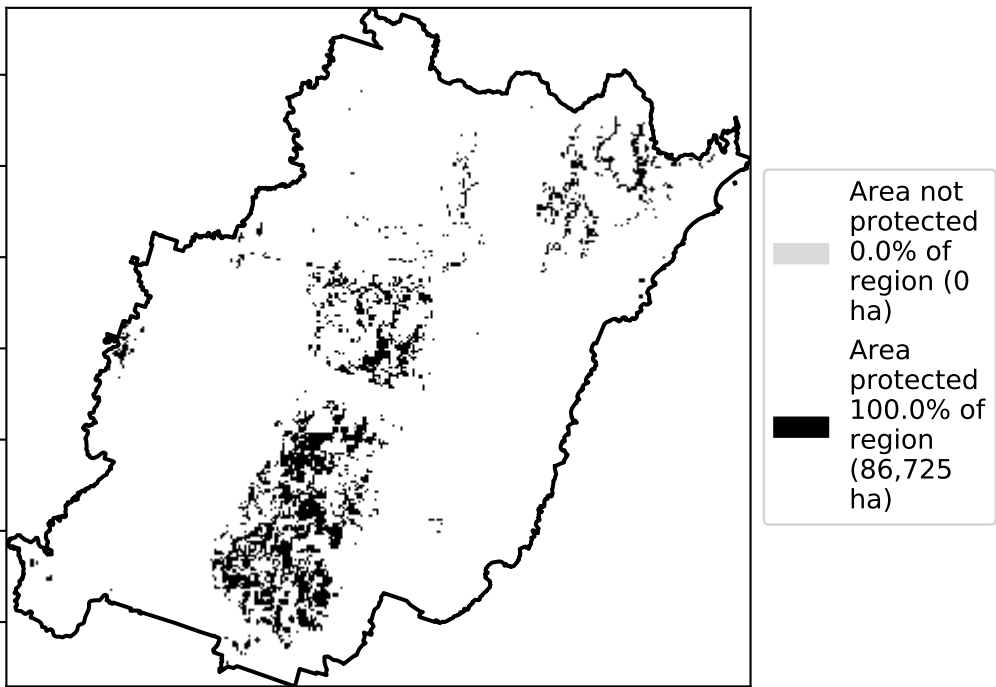 Area not
protected
0.0% of
region (0
ha)
Area
protected
100.0% of
region
(86,725
ha)